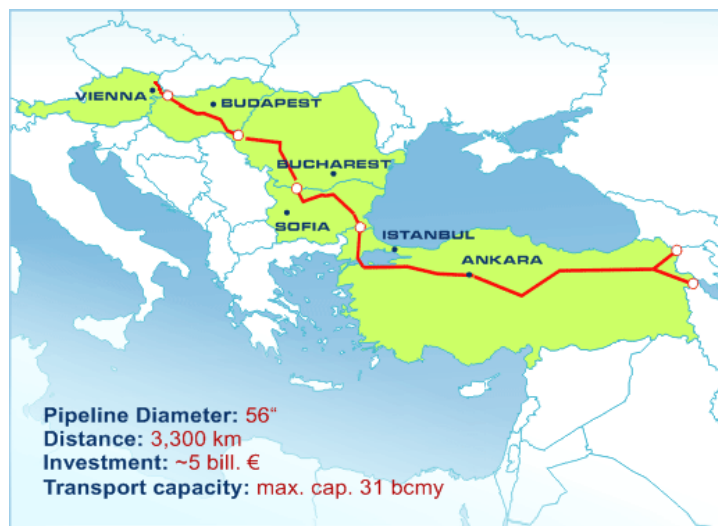 VIENNA
BUDAPEST
BUCHAREST
SOFIA
ISTANBUL
ANKARA
Pipeline Diameter: 56“
Distance: 3,300 km
Investment: ~5 bill. €
Transport capacity: max. cap. 31 bcmy